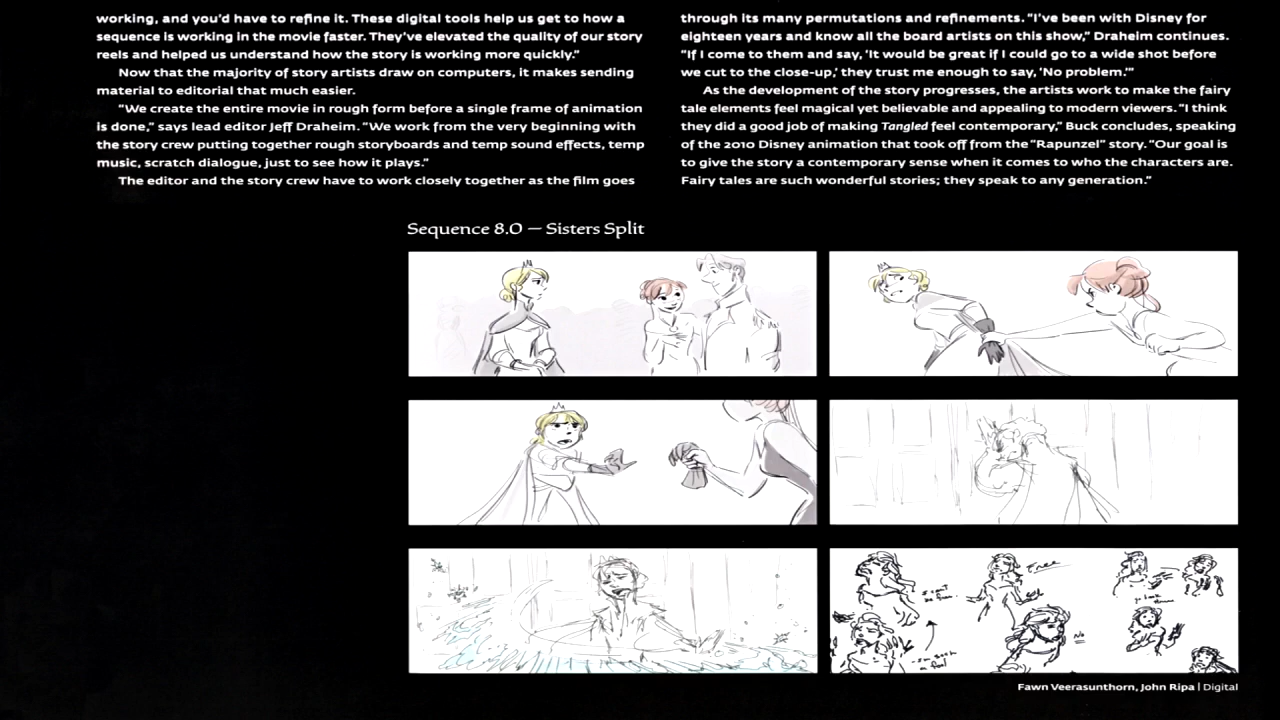 working, and you'd have to refine it. These digital tools help us get to how a
sequence is working in the movie faster. They've elevated the quality of our story
reels and helped us understand how the story is working more quickly."
Now that the majority of story artists draw on computers, it makes sending
material to editorial that much easier.
"We create the entire movie in rough form before a single frame of animation
is done," says lead editor Jeff Draheim. "We work from the very beginning with
the story crew putting together rough storyboards and temp sound effects, temp
music, scratch dialogue, just to see how it plays."
The editor and the story crew have to work closely together as the film goes
through its many permutations and refinements. "I've been with Disney for
eighteen years and know all the board artists on this show," Draheim continues.
"If I come to them and say, 'It would be great if I could go to a wide shot before
we cut to the close-up,' they trust me enough to say, 'No problem.'"
As the development of the story progresses, the artists work to make the fairy
tale elements feel magical yet believable and appealing to modern viewers. "I think
they did a good job of making Tangled feel contemporary," Buck concludes, speaking
of the 2010 Disney animation that took off from the "Rapunzel" story. "Our goal is
to give the story a contemporary sense when it comes to who the characters are.
Fairy tales are such wonderful stories; they speak to any generation."
Sequence 8.0 — Sisters Split
No
Fawn Veerasunthorn, John Ripa | Digital